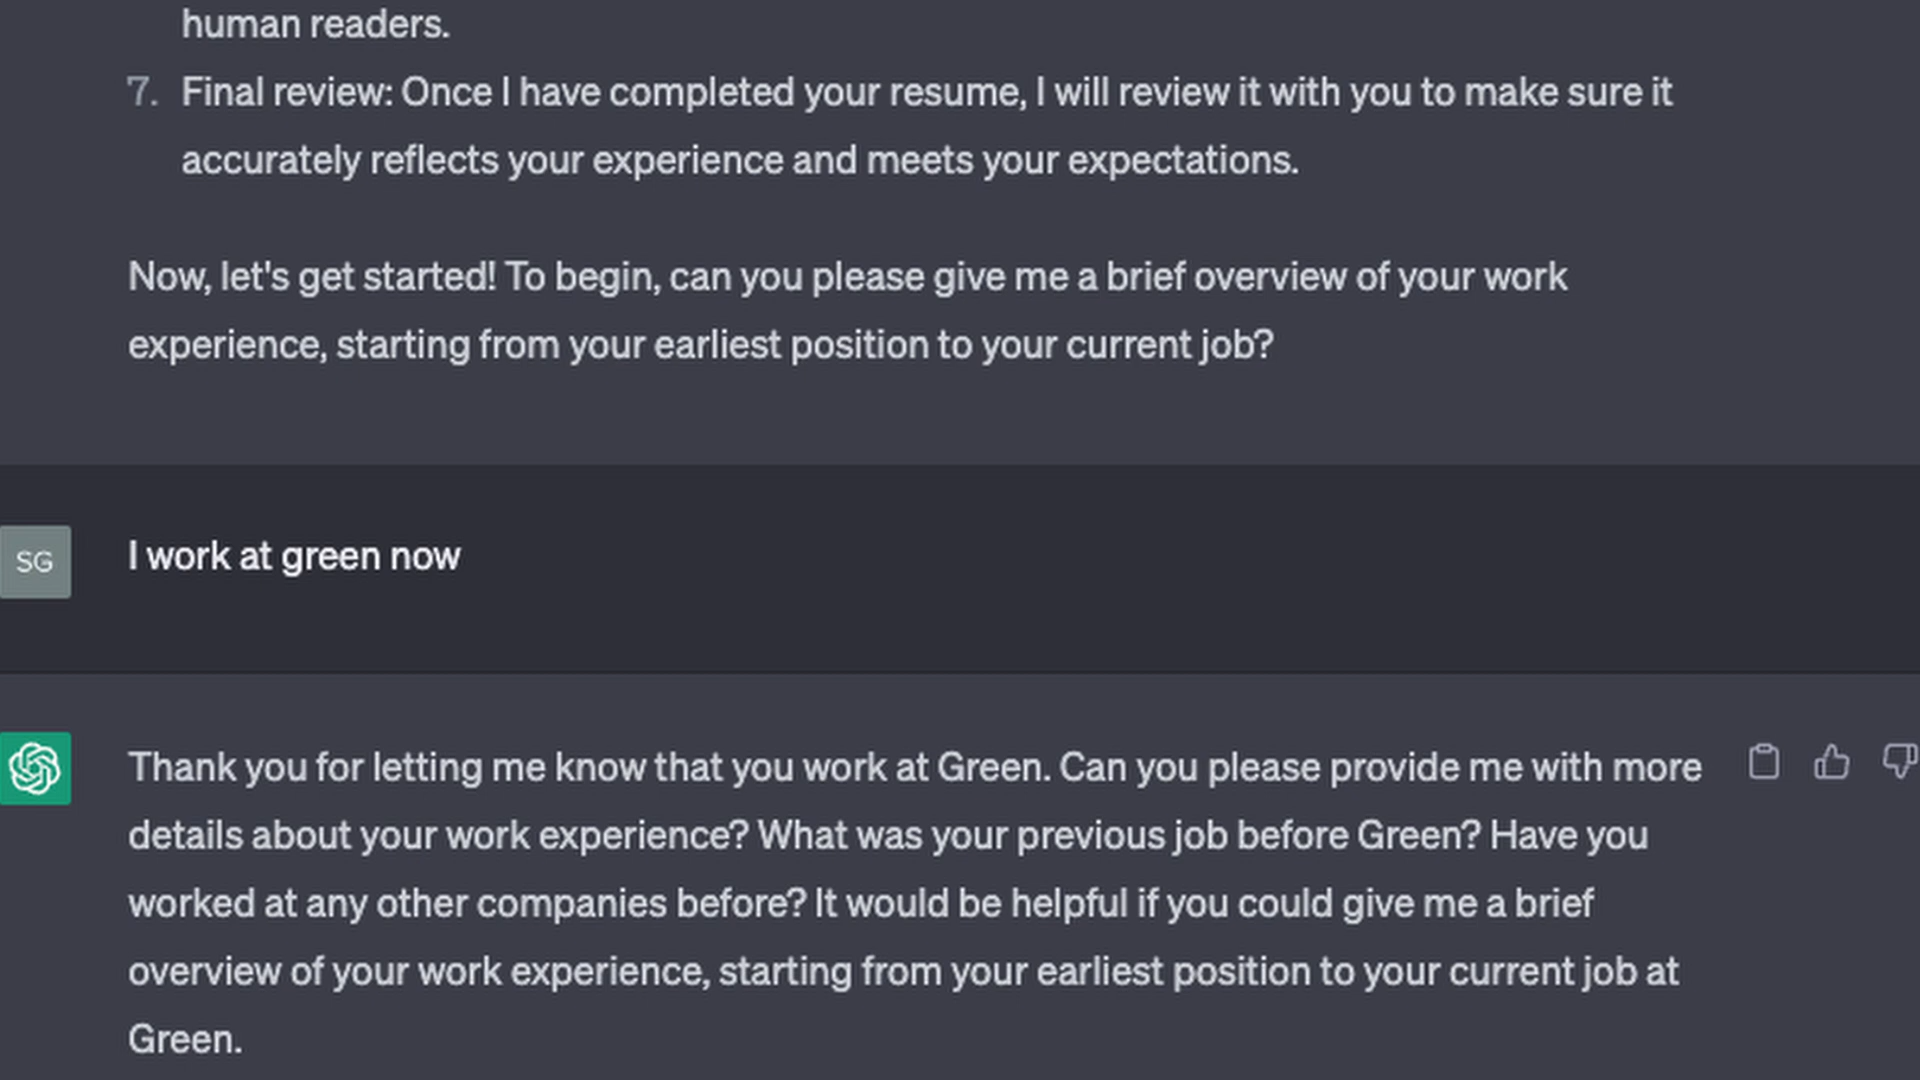 human readers.
7. Final review: Once I have completed your resume, I will review it with you to make sure it
accurately reflects your experience and meets your expectations.
Now, let's get started! To begin, can you please give me a brief overview of your work
experience, starting from your earliest position to your current job?
SG
I work at green now
Thank you for letting me know that you work at Green. Can you please provide me with more
details about your work experience? What was your previous job before Green? Have you
worked at any other companies before? It would be helpful if you could give me a brief
overview of your work experience, starting from your earliest position to your current job at
Green.